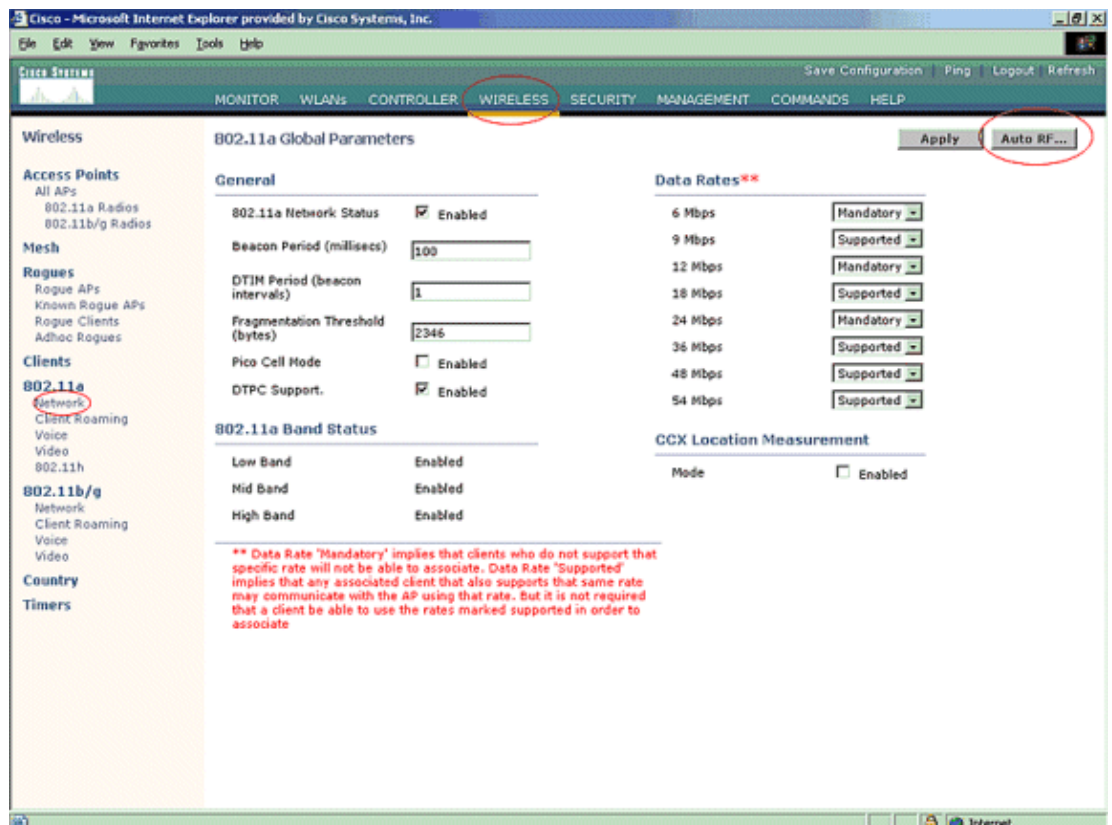 Cisco - Microsoft Internet Explorer provided by Cisco Systems, Inc.
File Edit View Favorites Tools Help
Cisco Systems
Save Configuration | Ping | Logout | Refresh
MONITOR WLANs CONTROLLER WIRELESS SECURITY MANAGEMENT COMMANDS HELP
Wireless
Access Points
All APs
802.11a Radios
802.11b/g Radios
Mesh
Rogues
Rogue APs
Known Rogue APs
Rogue Clients
Adhoc Rogues
Clients
802.11a
Network
Client Roaming
Voice
Video
802.11h
802.11b/g
Network
Client Roaming
Voice
Video
Country
Timers
802.11a Global Parameters
Apply
Auto RF...
General
802.11a Network Status Enabled
Beacon Period (millisecs) 100
DTIM Period (beacon
intervals) 1
Fragmentation Threshold
(bytes) 2346
Pico Cell Mode Enabled
DTPC Support. Enabled
802.11a Band Status
Low Band Enabled
Mid Band Enabled
High Band Enabled
Data Rates**
6 Mbps Mandatory
9 Mbps Supported
12 Mbps Mandatory
18 Mbps Supported
24 Mbps Mandatory
36 Mbps Supported
48 Mbps Supported
54 Mbps Supported
CCX Location Measurement
Mode Enabled
** Data Rate 'Mandatory' implies that clients who do not support that
specific rate will not be able to associate. Data Rate 'Supported'
implies that any associated client that also supports that same rate
may communicate with the AP using that rate. But it is not required
that a client be able to use the rates marked supported in order to
associate
Internet